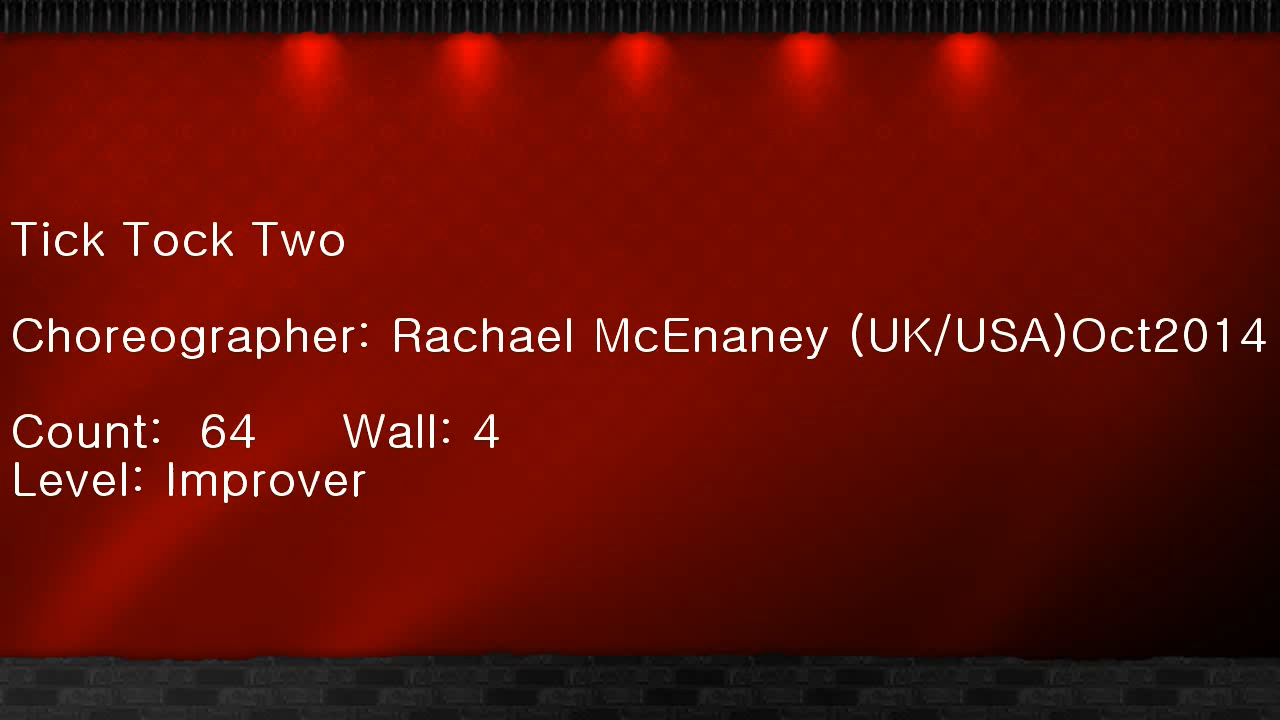 Tick Tock Two
Choreographer: Rachael McEnaney (UK/USA)Oct2014
Count:  64     Wall: 4
Level: Improver